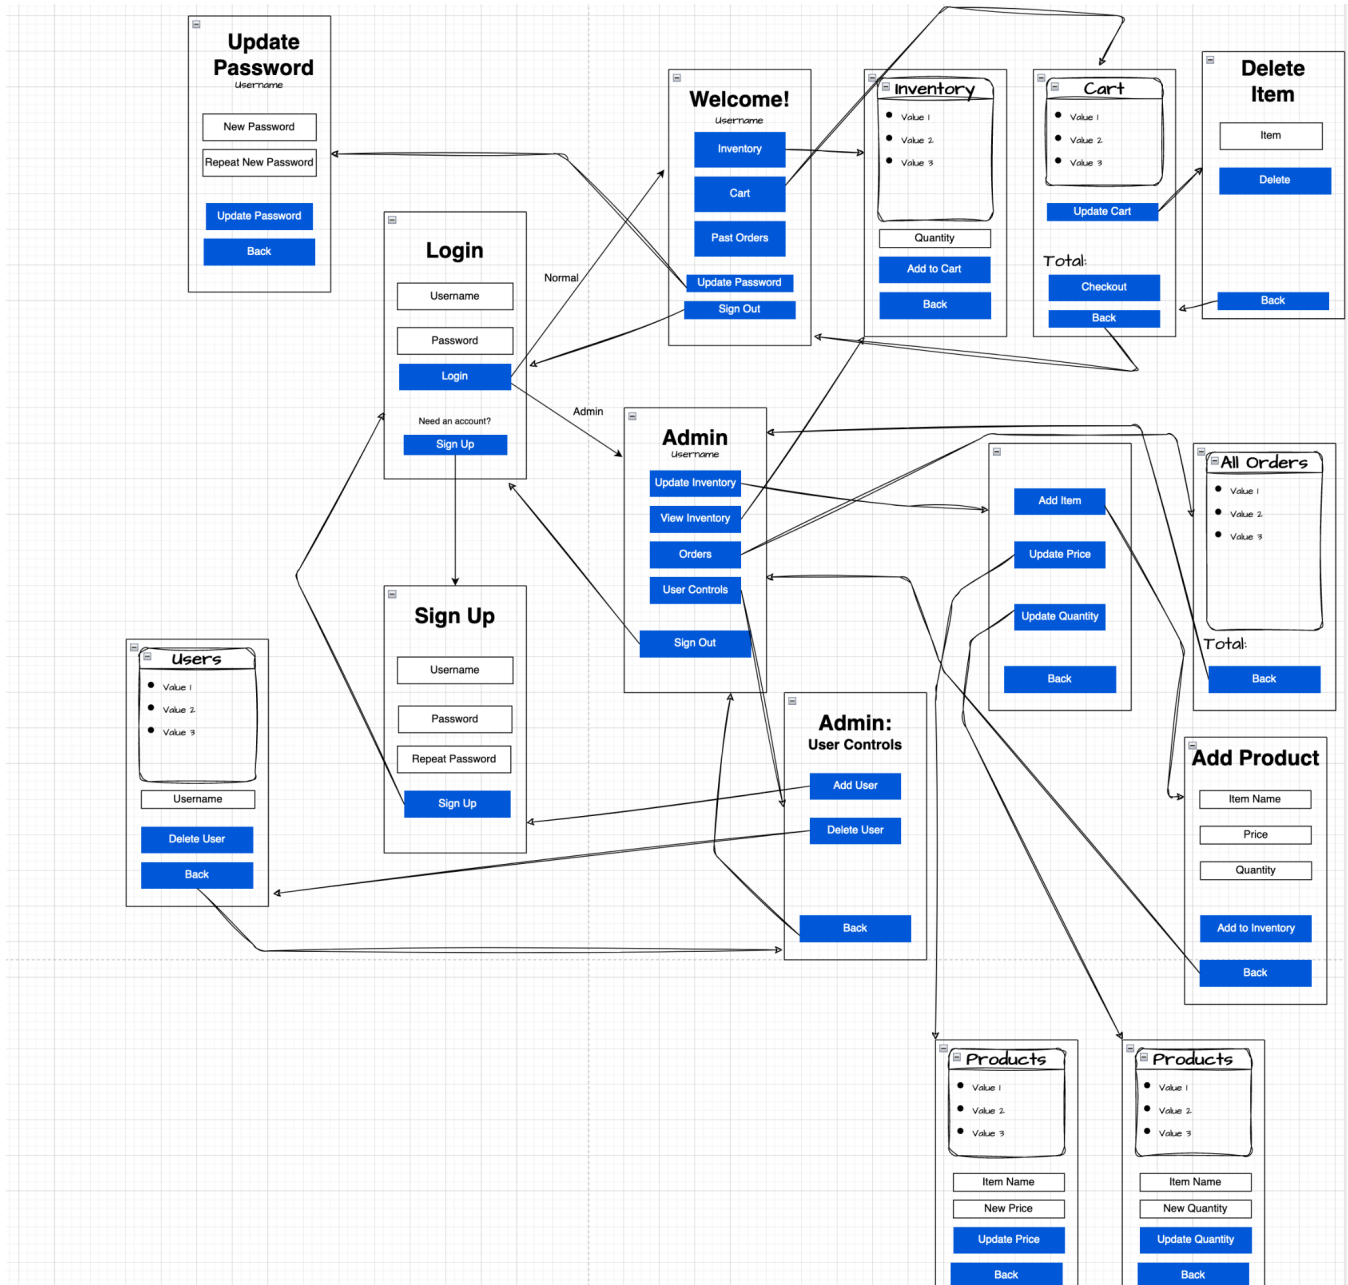 Update
Password
Username
New Password
Repeat New Password
Update Password
Back
Login
Username
Password
Login
Need an account?
Sign Up
Normal
Admin
Welcome!
Username
Inventory
Cart
Past Orders
Update Password
Sign Out
Inventory
Value 1
Value 2
Value 3
Quantity
Add to Cart
Back
Cart
Value 1
Value 2
Value 3
Update Cart
Total:
Checkout
Back
Delete
Item
Item
Delete
Back
Admin
Username
Update Inventory
View Inventory
Orders
User Controls
Sign Out
Add Item
Update Price
Update Quantity
Back
All Orders
Value 1
Value 2
Value 3
Total:
Back
Sign Up
Username
Password
Repeat Password
Sign Up
Users
Value 1
Value 2
Value 3
Username
Delete User
Back
Admin:
User Controls
Add User
Delete User
Back
Add Product
Item Name
Price
Quantity
Add to Inventory
Back
Products
Value 1
Value 2
Value 3
Item Name
New Price
Update Price
Back
Products
Value 1
Value 2
Value 3
Item Name
New Quantity
Update Quantity
Back